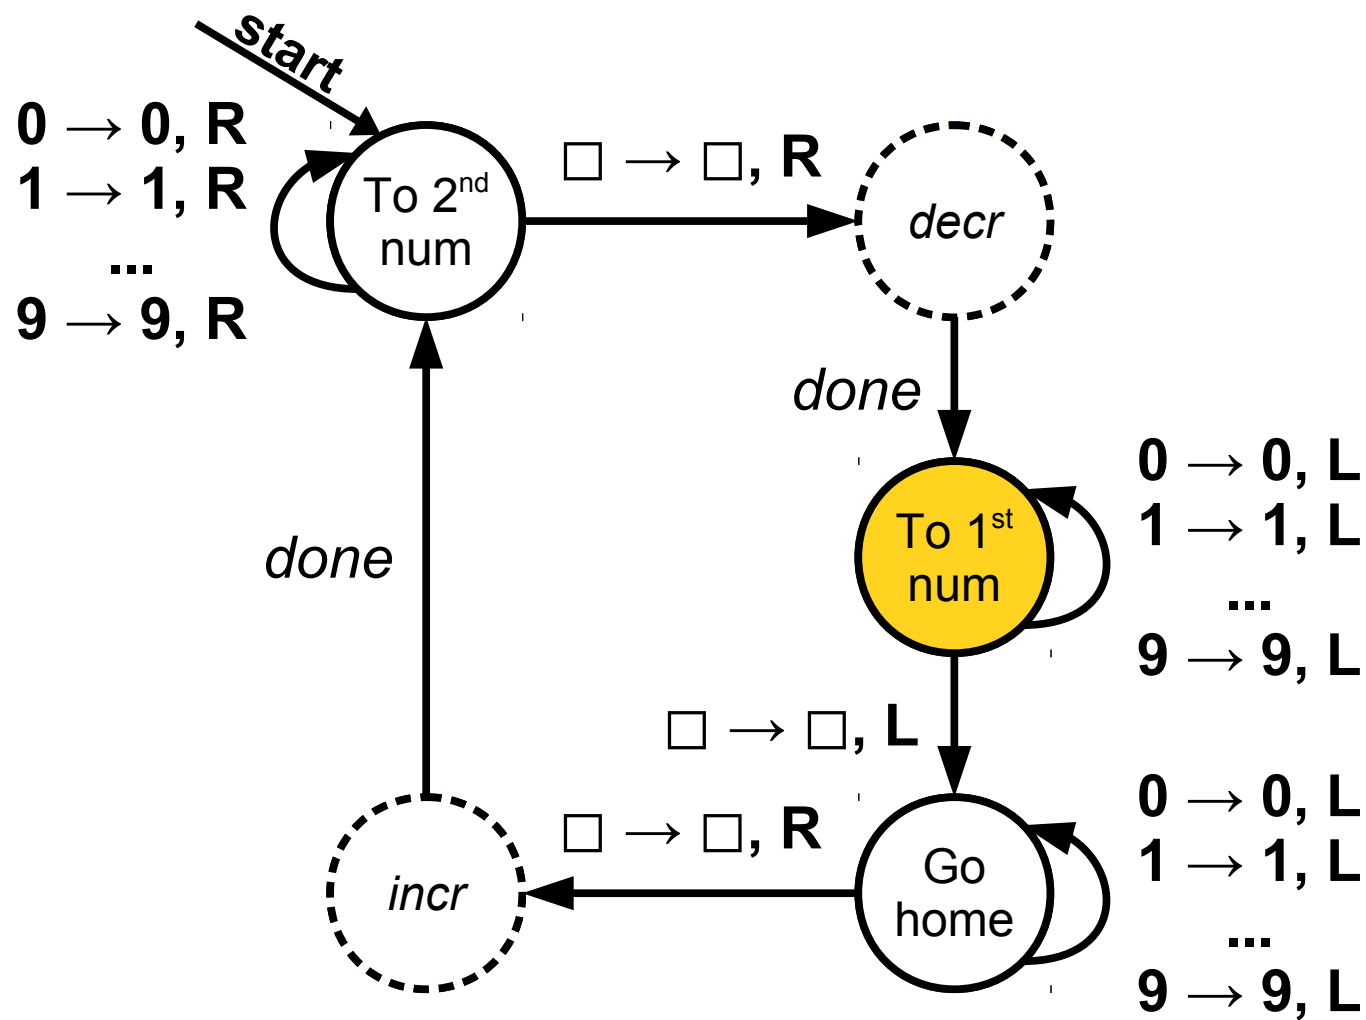 start
0 → 0, R
1 → 1, R
...
9 → 9, R
To 2nd
num
□ → □, R
decr
done
To 1st
num
0 → 0, L
1 → 1, L
...
9 → 9, L
done
□ → □, L
Go
home
0 → 0, L
1 → 1, L
...
9 → 9, L
□ → □, R
incr